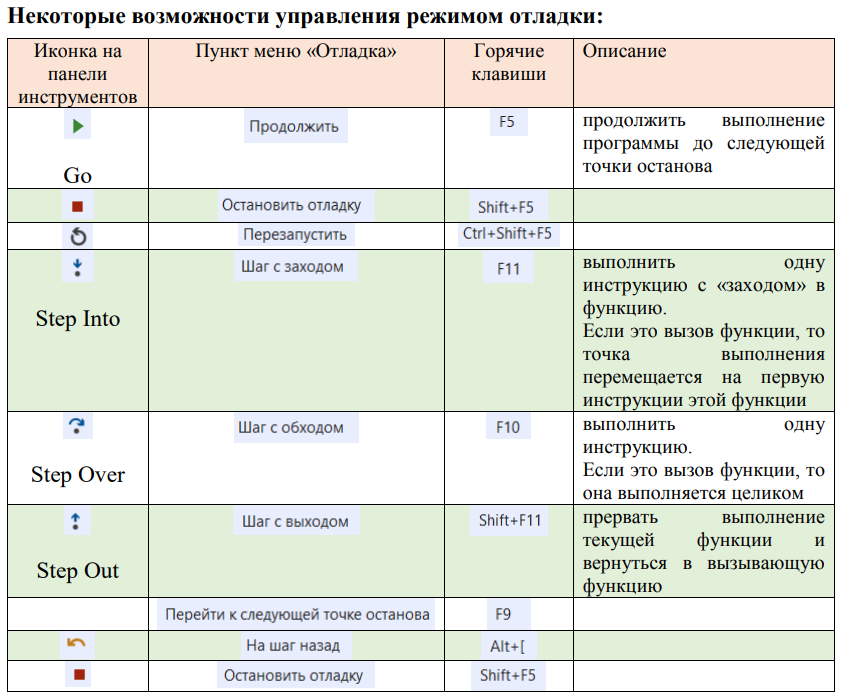 Некоторые возможности управления режимом отладки:
Иконка на
панели
инструментов
Пункт меню «Отладка»
Горячие
клавиши
Описание
Go
Продолжить
F5
продолжить выполнение
программы до следующей
точки останова
Остановить отладку
Shift+F5
Перезапустить
Ctrl+Shift+F5
Step Into
Шаг с заходом
F11
выполнить одну
инструкцию с «заходом» в
функцию.
Если это вызов функции, то
точка выполнения
перемещается на первую
инструкции этой функции
Step Over
Шаг с обходом
F10
выполнить одну
инструкцию.
Если это вызов функции, то
она выполняется целиком
Step Out
Шаг с выходом
Shift+F11
прервать выполнение
текущей функции и
вернуться в вызывающую
функцию
Перейти к следующей точке останова
F9
На шаг назад
Alt+[
Остановить отладку
Shift+F5